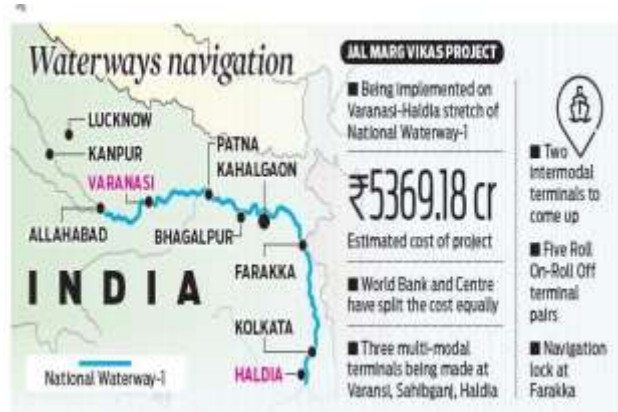 Waterways navigation
LUCKNOW
KANPUR
VARANASI
PATNA
KAHALGAON
ALLAHABAD
BHAGALPUR
FARAKKA
INDIA
KOLKATA
HALDIA
National Waterway-1
JAL MARG VIKAS PROJECT
Being implemented on
Varanasi-Haldia stretch of
National Waterway-1
₹5369.18 cr
Estimated cost of project
World Bank and Centre
have split the cost equally
Three multi-modal
terminals being made at
Varansi, Sahibganj, Haldia
Two
intermodal
terminals to
come up
Five Roll
On-Roll Off
terminal
pairs
Navigation
lock at
Farakka